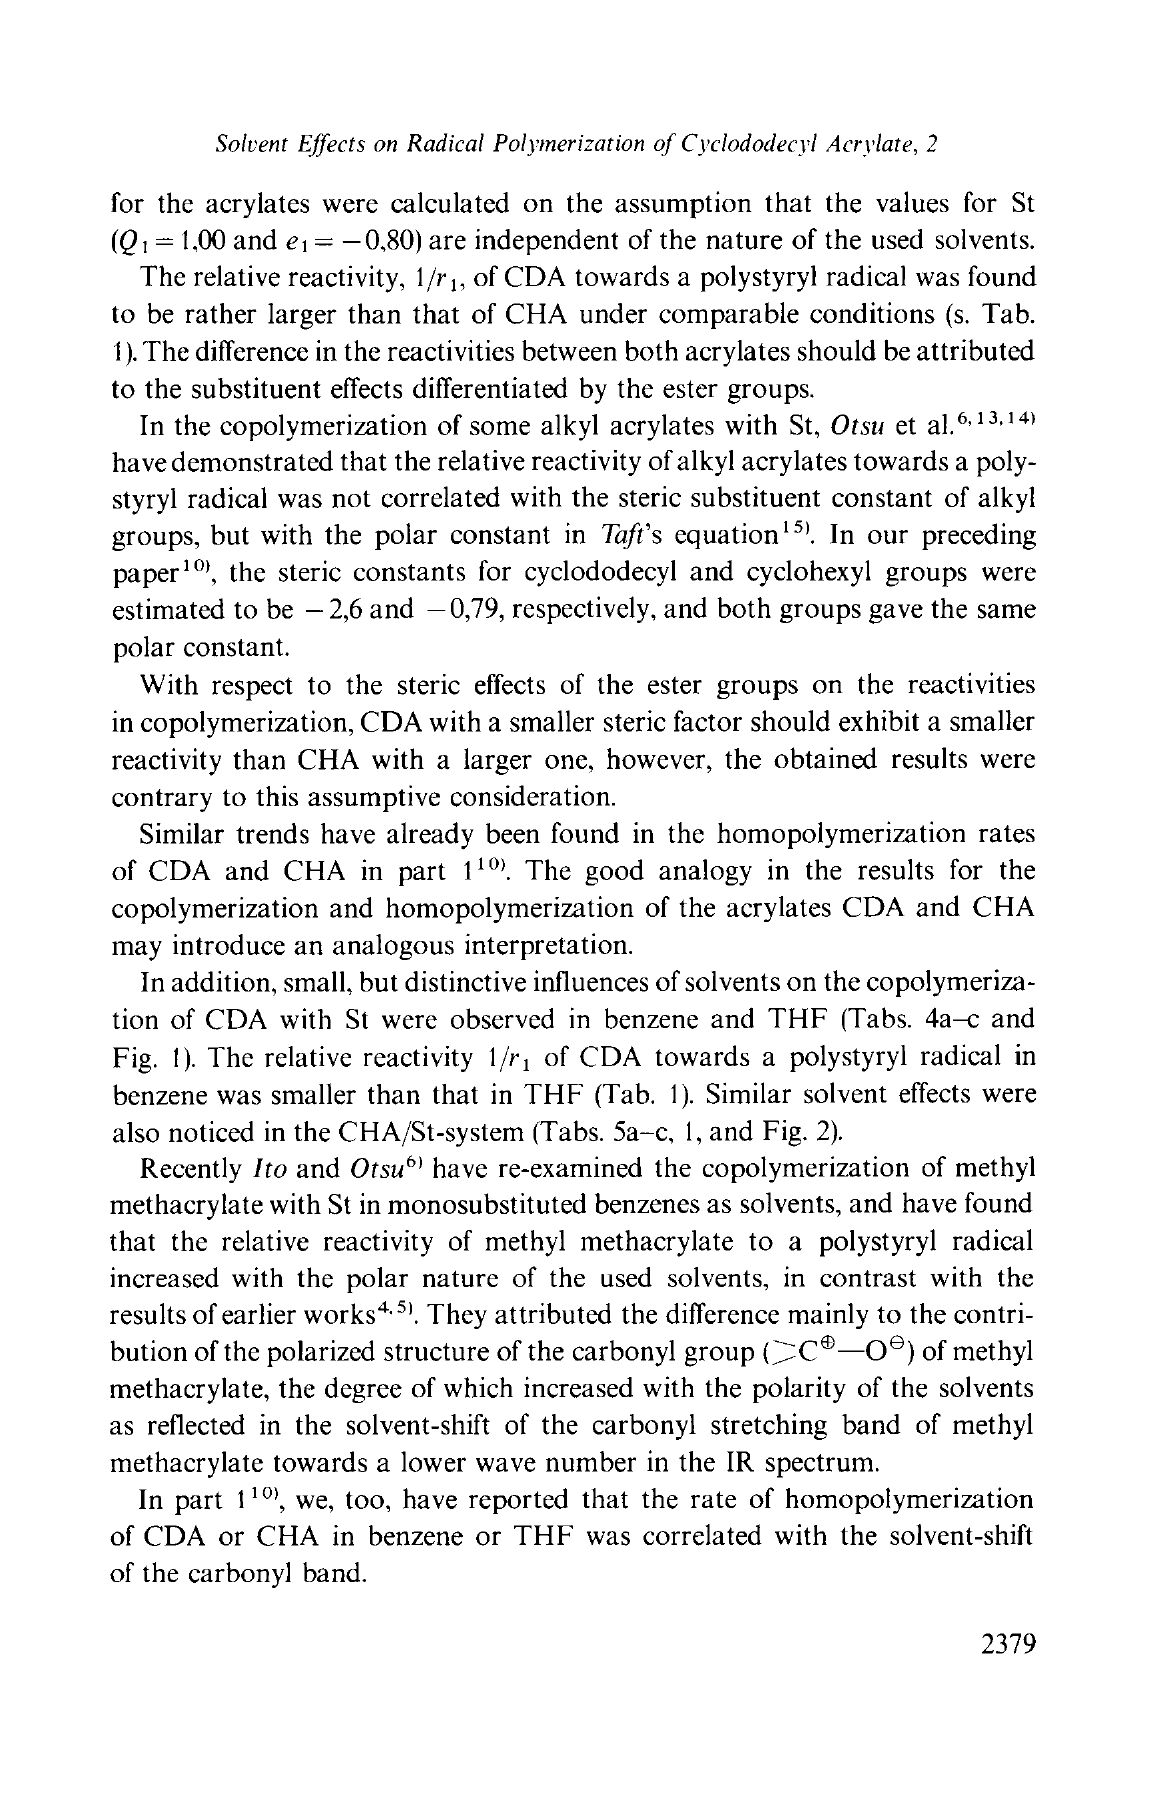 Solvent Effects on Radical Polymerization of Cyclododecyl Acrylate, 2
for the acrylates were calculated on the assumption that the values for St
(Q₁ = 1,00 and e₁ = −0,80) are independent of the nature of the used solvents.
The relative reactivity, 1/r₁, of CDA towards a polystyryl radical was found
to be rather larger than that of CHA under comparable conditions (s. Tab.
1). The difference in the reactivities between both acrylates should be attributed
to the substituent effects differentiated by the ester groups.
In the copolymerization of some alkyl acrylates with St, Otsu et al.⁶,¹³,¹⁴⁾
have demonstrated that the relative reactivity of alkyl acrylates towards a poly-
styryl radical was not correlated with the steric substituent constant of alkyl
groups, but with the polar constant in Taft's equation¹⁵⁾. In our preceding
paper¹⁰⁾, the steric constants for cyclododecyl and cyclohexyl groups were
estimated to be −2,6 and −0,79, respectively, and both groups gave the same
polar constant.
With respect to the steric effects of the ester groups on the reactivities
in copolymerization, CDA with a smaller steric factor should exhibit a smaller
reactivity than CHA with a larger one, however, the obtained results were
contrary to this assumptive consideration.
Similar trends have already been found in the homopolymerization rates
of CDA and CHA in part 1¹⁰⁾. The good analogy in the results for the
copolymerization and homopolymerization of the acrylates CDA and CHA
may introduce an analogous interpretation.
In addition, small, but distinctive influences of solvents on the copolymeriza-
tion of CDA with St were observed in benzene and THF (Tabs. 4a–c and
Fig. 1). The relative reactivity 1/r₁ of CDA towards a polystyryl radical in
benzene was smaller than that in THF (Tab. 1). Similar solvent effects were
also noticed in the CHA/St-system (Tabs. 5a–c, 1, and Fig. 2).
Recently Ito and Otsu⁶⁾ have re-examined the copolymerization of methyl
methacrylate with St in monosubstituted benzenes as solvents, and have found
that the relative reactivity of methyl methacrylate to a polystyryl radical
increased with the polar nature of the used solvents, in contrast with the
results of earlier works⁴,⁵⁾. They attributed the difference mainly to the contri-
bution of the polarized structure of the carbonyl group (>C⊕—O⊖) of methyl
methacrylate, the degree of which increased with the polarity of the solvents
as reflected in the solvent-shift of the carbonyl stretching band of methyl
methacrylate towards a lower wave number in the IR spectrum.
In part 1¹⁰⁾, we, too, have reported that the rate of homopolymerization
of CDA or CHA in benzene or THF was correlated with the solvent-shift
of the carbonyl band.
2379